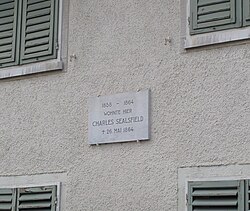 1858 – 1864
WOHNTE HIER
CHARLES SEALSFIELD
† 26. MAI 1864